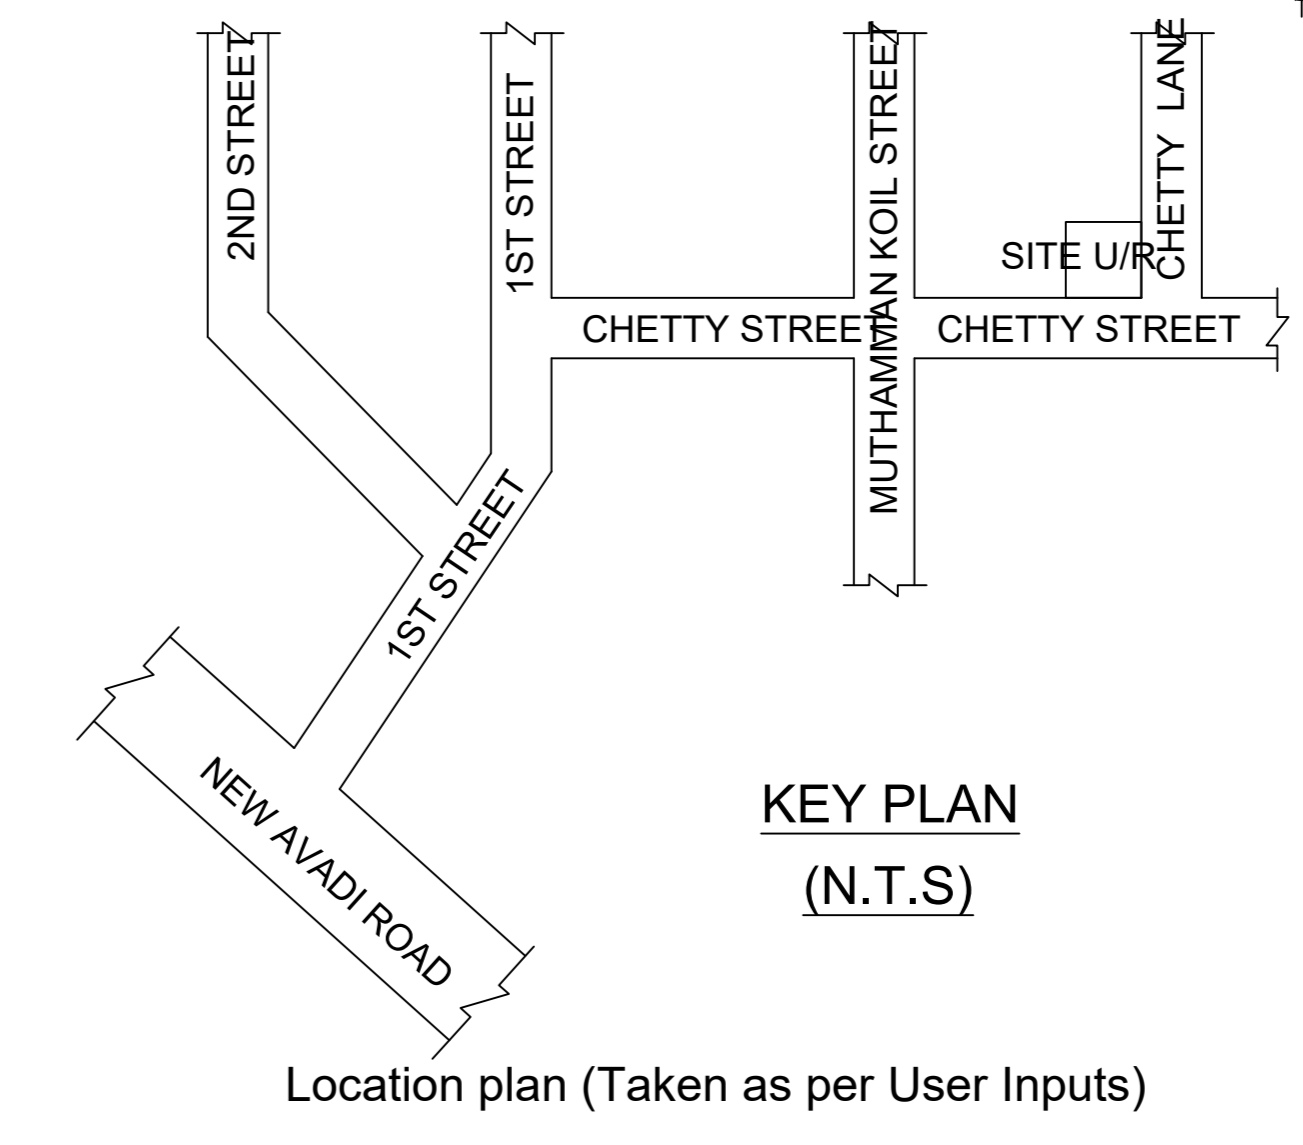 2ND STREET
1ST STREET
MUTHAMMAN KOIL STREET
CHETTY LANE
SITE U/R
CHETTY STREET
CHETTY STREET
1ST STREET
NEW AVADI ROAD
KEY PLAN
(N.T.S)
Location plan (Taken as per User Inputs)